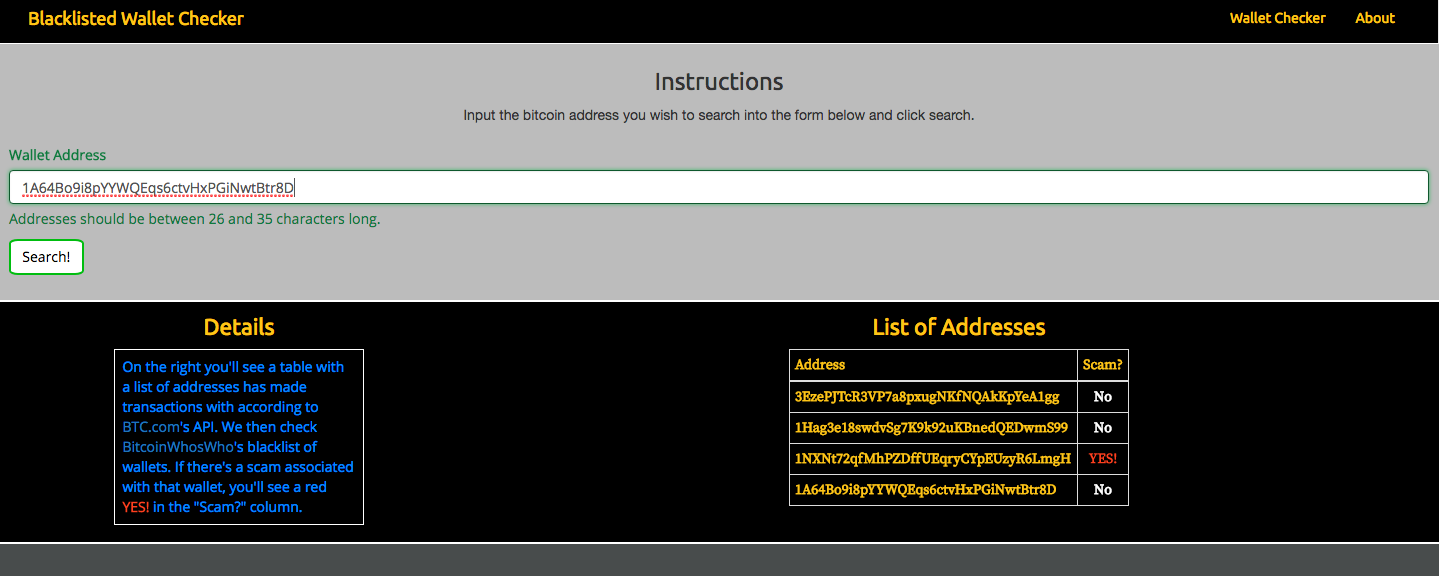 Blacklisted Wallet Checker
Wallet Checker About
Instructions
Input the bitcoin address you wish to search into the form below and click search.
Wallet Address
1A64Bo9i8pYYWQEqs6ctvHxPGiNwtBtr8D
Addresses should be between 26 and 35 characters long.
Search!
Details
On the right you'll see a table with
a list of addresses has made
transactions with according to
BTC.com's API. We then check
BitcoinWhosWho's blacklist of
wallets. If there's a scam associated
with that wallet, you'll see a red
YES! in the "Scam?" column.
List of Addresses
Address Scam?
3EzePJTcR3VP7a8pxugNKfNQAkKpYeA1gg No
1Hag3e18swdvSg7K9k92uKBnedQEDwmS99 No
1NXNt72qfMhPZDffUEqryCYpEUzyR6LmgH YES!
1A64Bo9i8pYYWQEqs6ctvHxPGiNwtBtr8D No